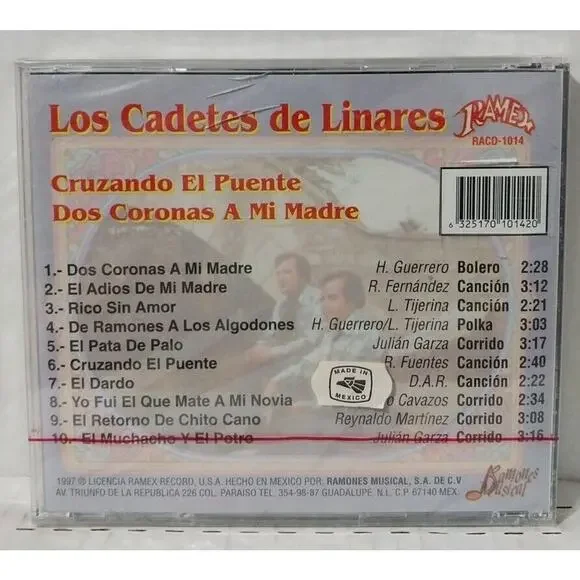 Los Cadetes de Linares
RAMEX
RACD-1014
Cruzando El Puente
Dos Coronas A Mi Madre
6 325170 101420
1.- Dos Coronas A Mi Madre H. Guerrero Bolero 2:28
2.- El Adios De Mi Madre R. Fernández Canción 3:12
3.- Rico Sin Amor L. Tijerina Canción 2:21
4.- De Ramones A Los Algodones H. Guerrero/L. Tijerina Polka 3:03
5.- El Pata De Palo Julián Garza Corrido 3:17
6.- Cruzando El Puente R. Fuentes Canción 2:40
7.- El Dardo D.A.R. Canción 2:22
8.- Yo Fui El Que Mate A Mi Novia Cavazos Corrido 2:34
9.- El Retorno De Chito Cano Reynaldo Martínez Corrido 3:08
10.- El Muchacho Y El Potro Julián Garza Corrido 3:16
MADE IN
MEXICO
1997 ℗ LICENCIA RAMEX RECORD, U.S.A. HECHO EN MEXICO POR: RAMONES MUSICAL, S.A. DE C.V
AV. TRIUNFO DE LA REPUBLICA 226 COL. PARAISO TEL. 354-98-87 GUADALUPE, N.L. C.P 67140 MEX.
Ramones
Musical